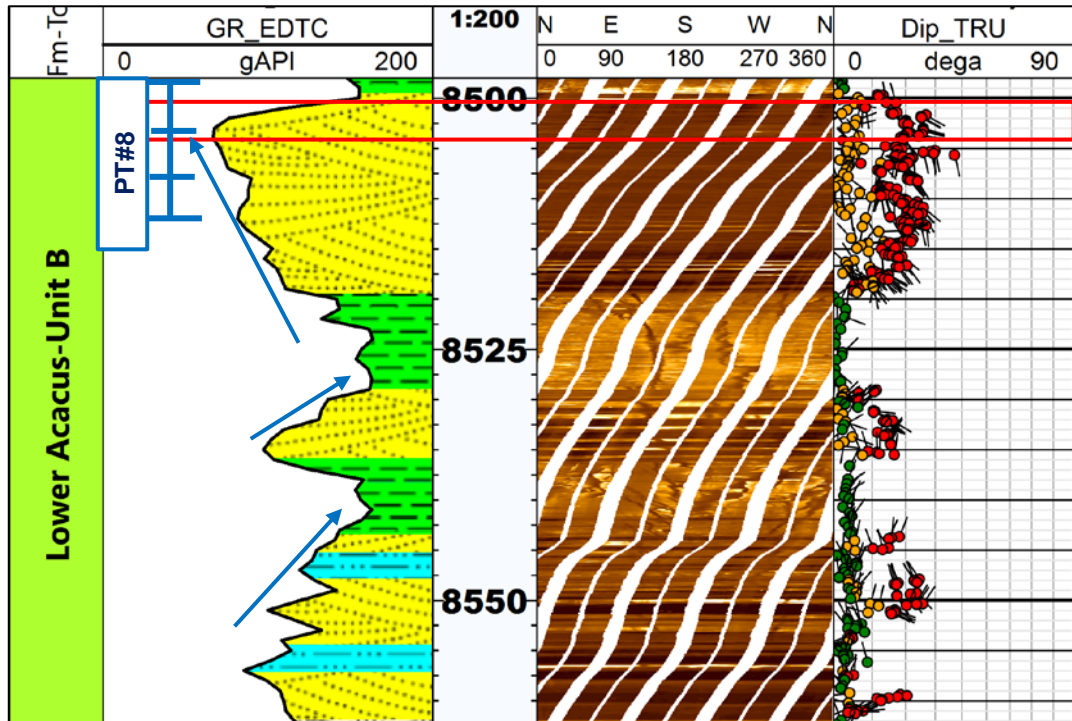 Fm-To
GR_EDTC
0 gAPI 200
1:200
N E S W N
0 90 180 270 360
Dip_TRU
0 dega 90
PT#8
Lower Acacus-Unit B
8500
8525
8550